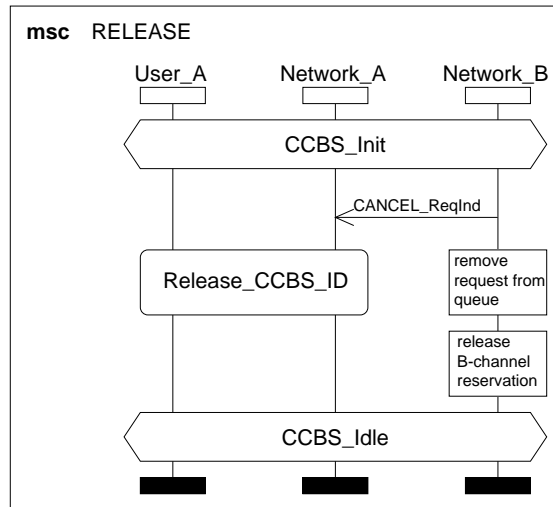 msc RELEASE
User_A Network_A Network_B
CCBS_Init
CANCEL_ReqInd
Release_CCBS_ID
remove
request from
queue
release
B-channel
reservation
CCBS_Idle